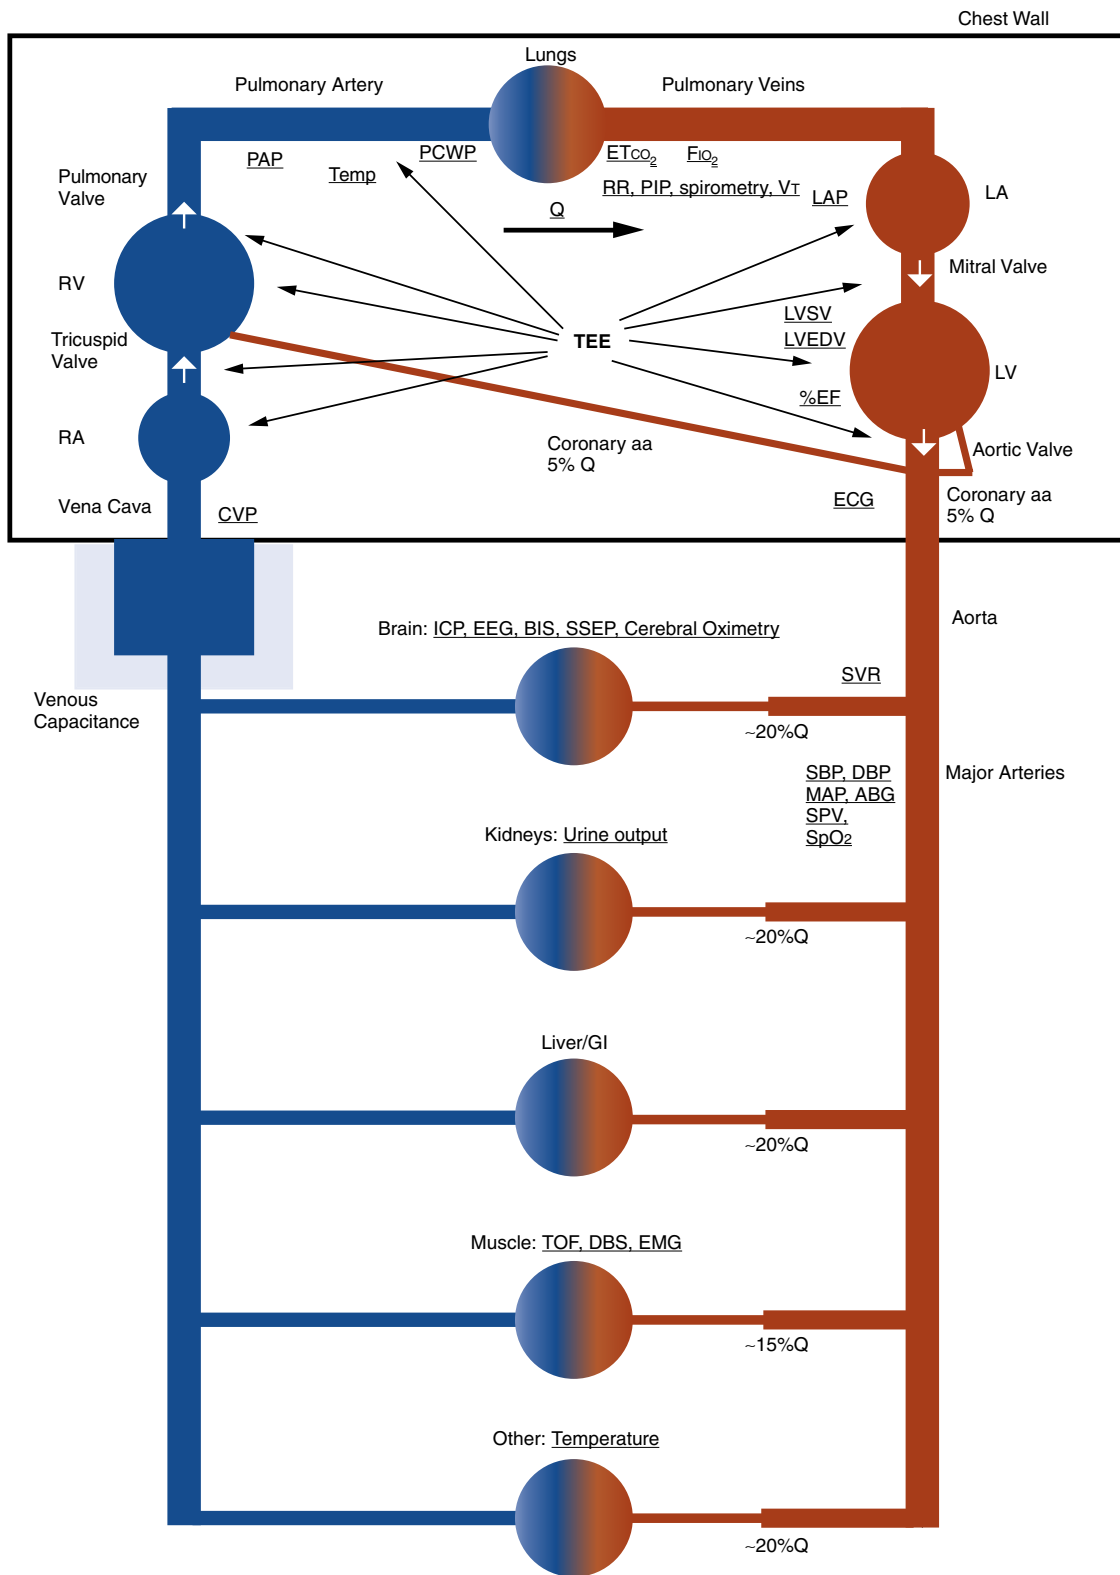 Chest Wall
Lungs
Pulmonary Artery
Pulmonary Veins
PAP
Temp
PCWP
ETCO2
FIO2
RR, PIP, spirometry, VT
LAP
LA
Pulmonary
Valve
Q
RV
Mitral Valve
Tricuspid
Valve
TEE
LVSV
LVEDV
LV
%EF
RA
Coronary aa
5% Q
Aortic Valve
Vena Cava
CVP
ECG
Coronary aa
5% Q
Aorta
Brain: ICP, EEG, BIS, SSEP, Cerebral Oximetry
SVR
Venous
Capacitance
~20%Q
SBP, DBP
MAP, ABG
SPV,
SpO2
Major Arteries
Kidneys: Urine output
~20%Q
Liver/GI
~20%Q
Muscle: TOF, DBS, EMG
~15%Q
Other: Temperature
~20%Q